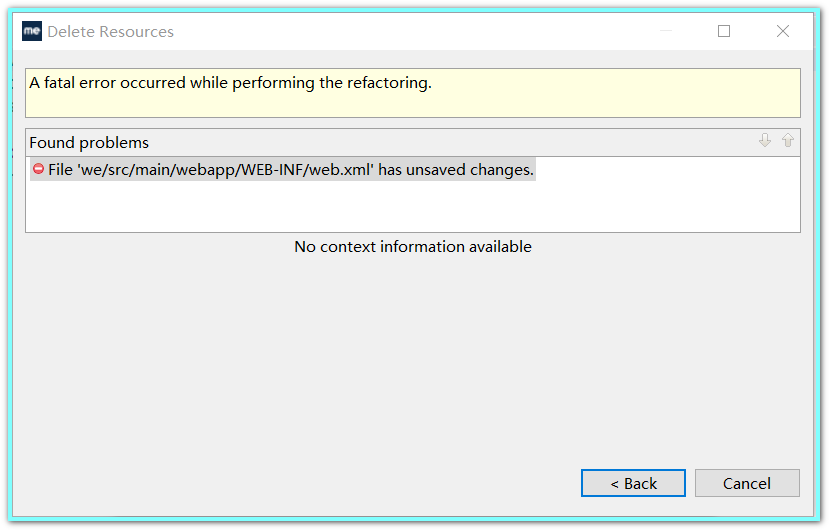 me Delete Resources
A fatal error occurred while performing the refactoring.
Found problems
File 'we/src/main/webapp/WEB-INF/web.xml' has unsaved changes.
No context information available
< Back Cancel